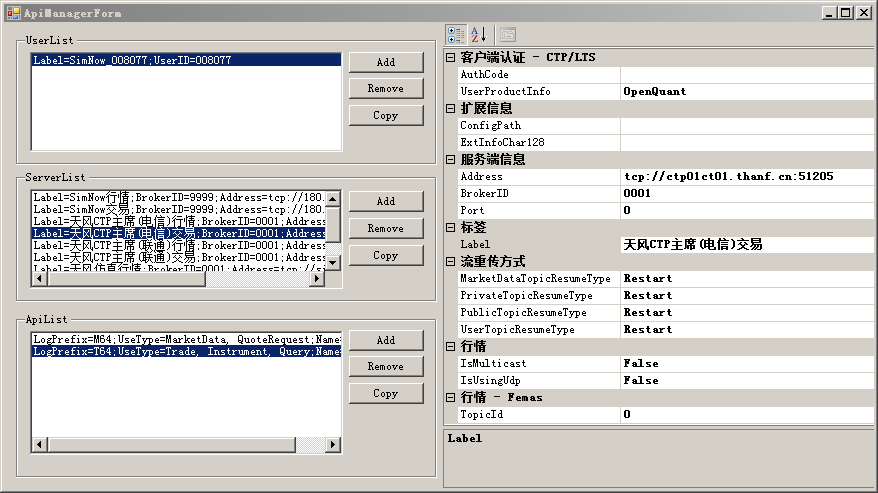 ApiManagerForm
UserList
Label=SimNow_008077;UserID=008077
Add
Remove
Copy
ServerList
Label=SimNow行情;BrokerID=9999;Address=tcp://180.
Label=SimNow交易;BrokerID=9999;Address=tcp://180.
Label=天风CTP主席(电信)行情;BrokerID=0001;Address
Label=天风CTP主席(电信)交易;BrokerID=0001;Address
Label=天风CTP主席(联通)行情;BrokerID=0001;Address
Label=天风CTP主席(联通)交易;BrokerID=0001;Address
Label=天风仿真行情;BrokerID=0001;Address=tcp://si
Add
Remove
Copy
ApiList
LogPrefix=M64;UseType=MarketData, QuoteRequest;Name=
LogPrefix=T64;UseType=Trade, Instrument, Query;Name=
Add
Remove
Copy
客户端认证 - CTP/LTS
AuthCode
UserProductInfo OpenQuant
扩展信息
ConfigPath
ExtInfoChar128
服务端信息
Address tcp://ctp01ct01.thanf.cn:51205
BrokerID 0001
Port 0
标签
Label 天风CTP主席(电信)交易
流重传方式
MarketDataTopicResumeType Restart
PrivateTopicResumeType Restart
PublicTopicResumeType Restart
UserTopicResumeType Restart
行情
IsMulticast False
IsUsingUdp False
行情 - Femas
TopicId 0
Label